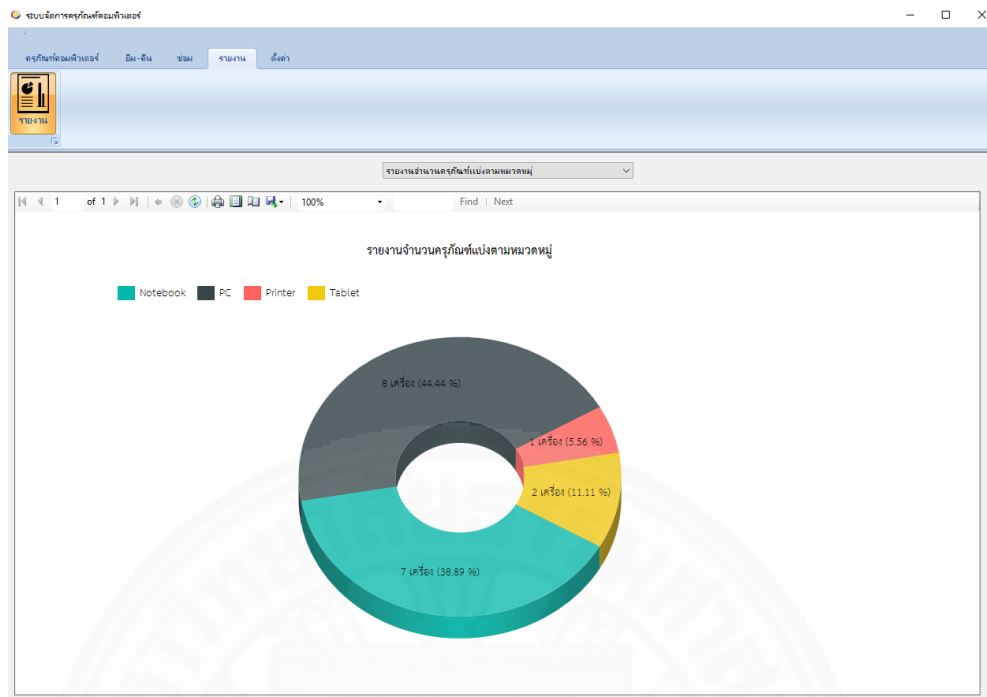 ระบบจัดการครุภัณฑ์คอมพิวเตอร์
ครุภัณฑ์คอมพิวเตอร์ ยืม-คืน ซ่อม รายงาน ตั้งค่า
รายงาน
รายงานจำนวนครุภัณฑ์แบ่งตามหมวดหมู่
1 of 1 100% Find Next
รายงานจำนวนครุภัณฑ์แบ่งตามหมวดหมู่
Notebook PC Printer Tablet
8 เครื่อง (44.44 %)
1 เครื่อง (5.56 %)
2 เครื่อง (11.11 %)
7 เครื่อง (38.89 %)